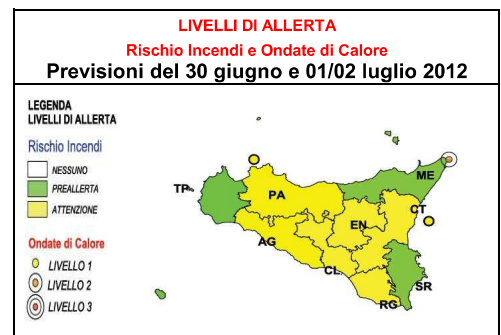 LIVELLI DI ALLERTA
Rischio Incendi e Ondate di Calore
Previsioni del 30 giugno e 01/02 luglio 2012
LEGENDA
LIVELLI DI ALLERTA
Rischio Incendi
NESSUNO
PREALLERTA
ATTENZIONE
Ondate di Calore
LIVELLO 1
LIVELLO 2
LIVELLO 3
TP
PA
ME
AG
EN
CT
CL
RG
SR